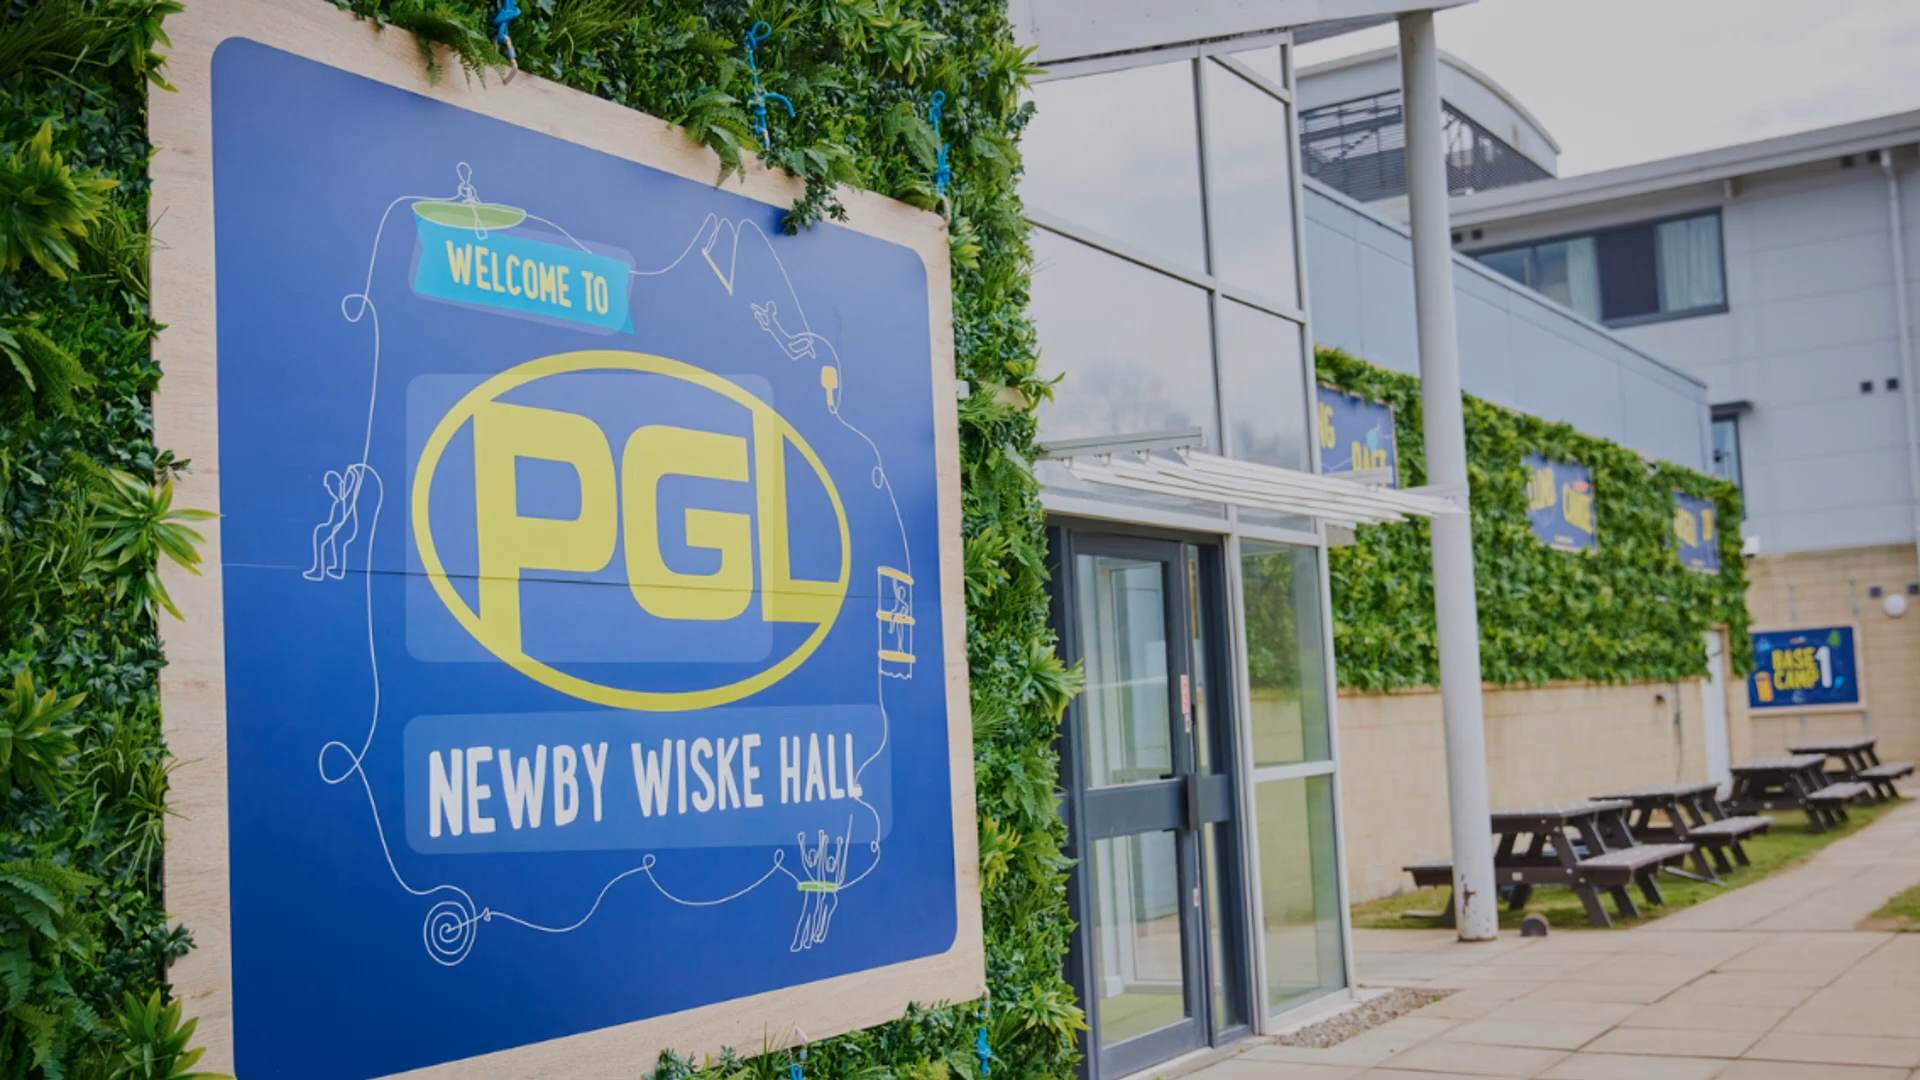 WELCOME TO
PGL
NEWBY WISKE HALL
BASE
CAMP 1